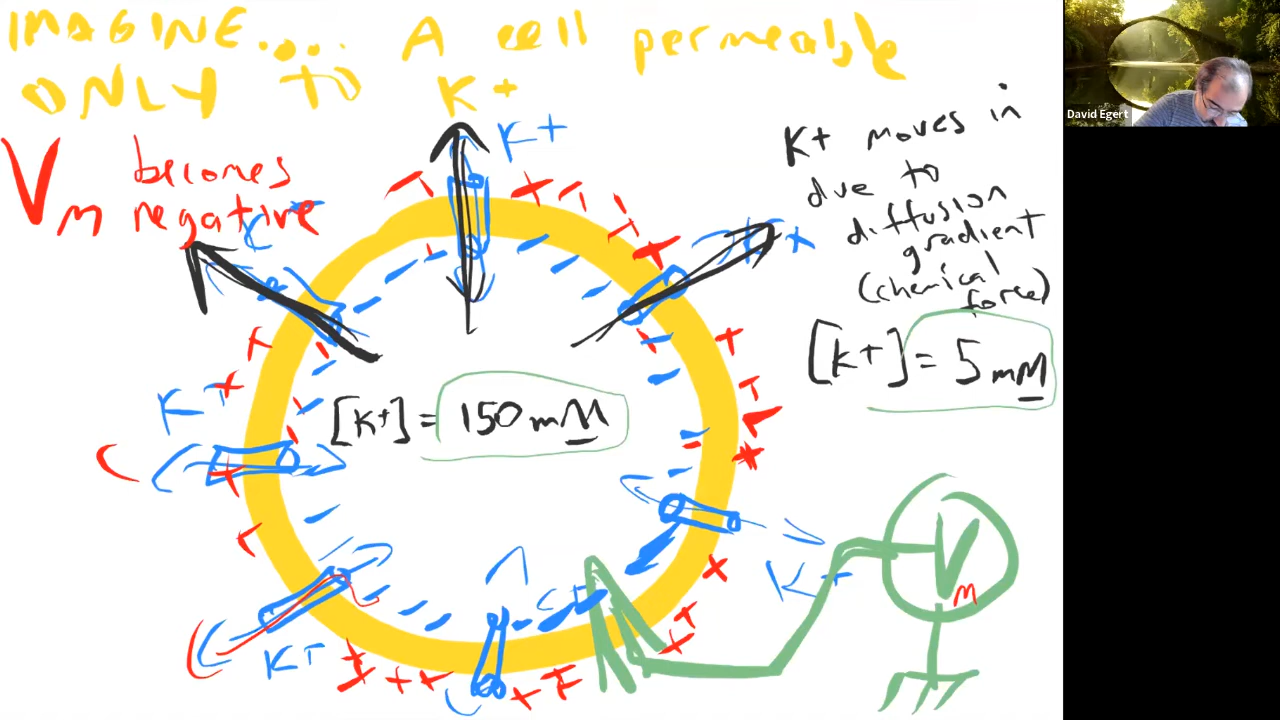 IMAGINE.... A cell permeable
ONLY to K+
Vm becomes
negative
K+
K+ moves in
due to
diffusion
gradient
(chemical
force)
[K+] = 5 mM
[K+] = 150 mM
K+
K+
K+
Vm
David Egert